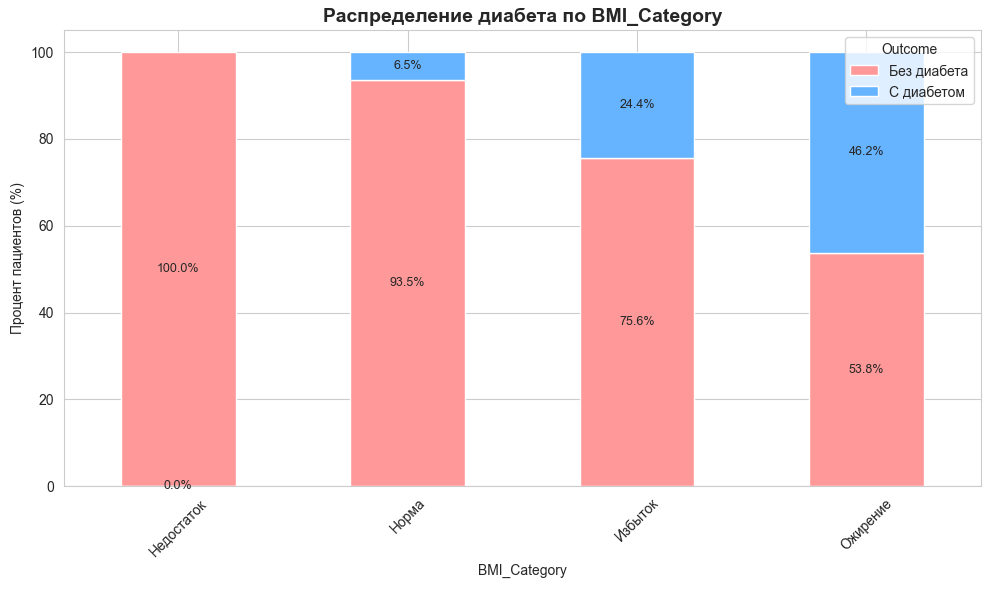 Распределение диабета по BMI_Category
Процент пациентов (%)
100
80
60
40
20
0
Outcome
Без диабета
С диабетом
100.0%
0.0%
6.5%
93.5%
24.4%
75.6%
46.2%
53.8%
Недостаток
Норма
Избыток
Ожирение
BMI_Category